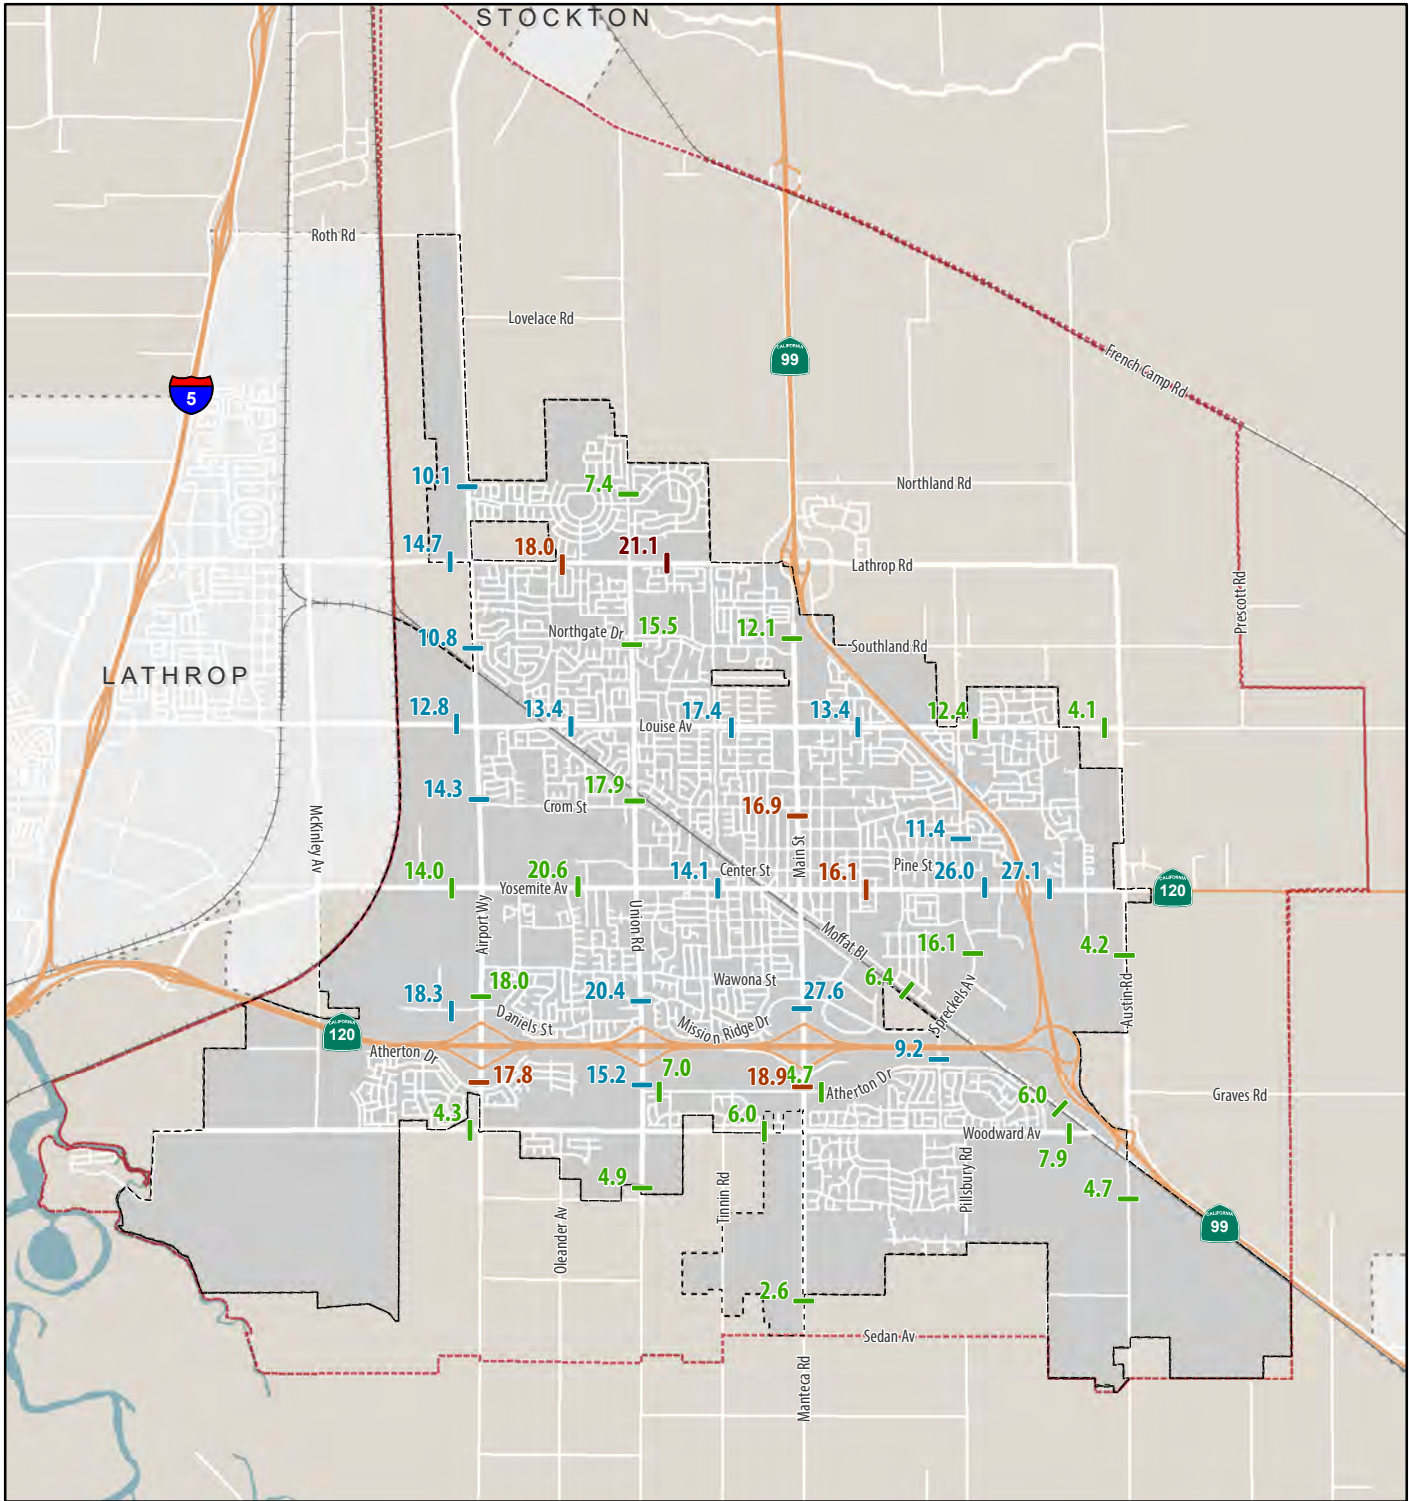 STOCKTON
Roth Rd
Lovelace Rd
CALIFORNIA
99
French Camp Rd
5
10.1
7.4
Northland Rd
14.7
18.0
21.1
Lathrop Rd
Prescott Rd
10.8
Northgate Dr
15.5
12.1
Southland Rd
LATHROP
12.8
13.4
Louise Av
17.4
13.4
12.4
4.1
14.3
17.9
Crom St
16.9
McKinley Av
11.4
Main St
14.0
20.6
Yosemite Av
14.1
Center St
16.1
Pine St
26.0
27.1
CALIFORNIA
120
Airport Wy
Union Rd
Moffat Bl
16.1
4.2
18.3
18.0
Daniels St
20.4
Wawona St
27.6
6.4
Spreckels Av
Austin Rd
CALIFORNIA
120
Atherton Dr
Mission Ridge Dr
9.2
17.8
15.2
7.0
18.9
4.7
Atherton Dr
6.0
Graves Rd
4.3
6.0
Woodward Av
7.9
4.9
Tinnin Rd
Pillsbury Rd
4.7
Oleander Av
CALIFORNIA
99
2.6
Sedan Av
Manteca Rd